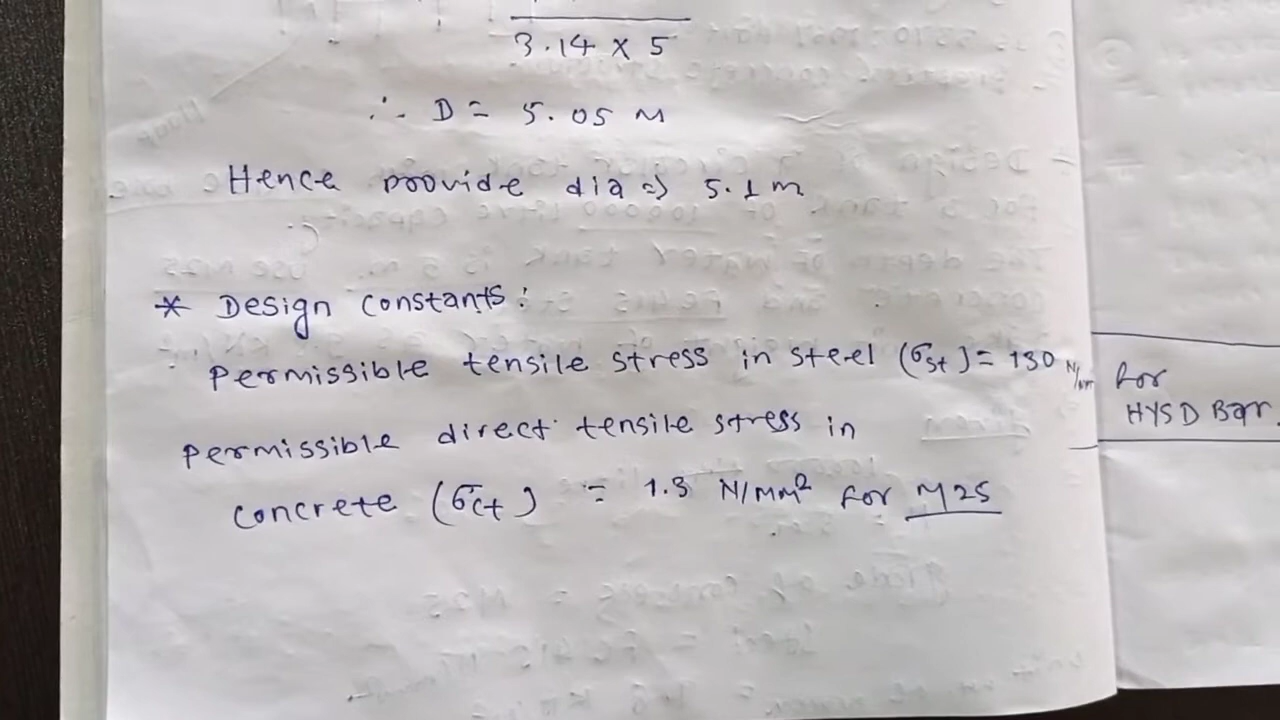 3.14 × 5
∴ D = 5.05 M
Hence provide dia => 5.1 m
* Design constants:
permissible tensile stress in steel (σst) = 130 N/mm for HYSD Bar.
permissible direct tensile stress in
concrete (σct) = 1.3 N/mm² for M25